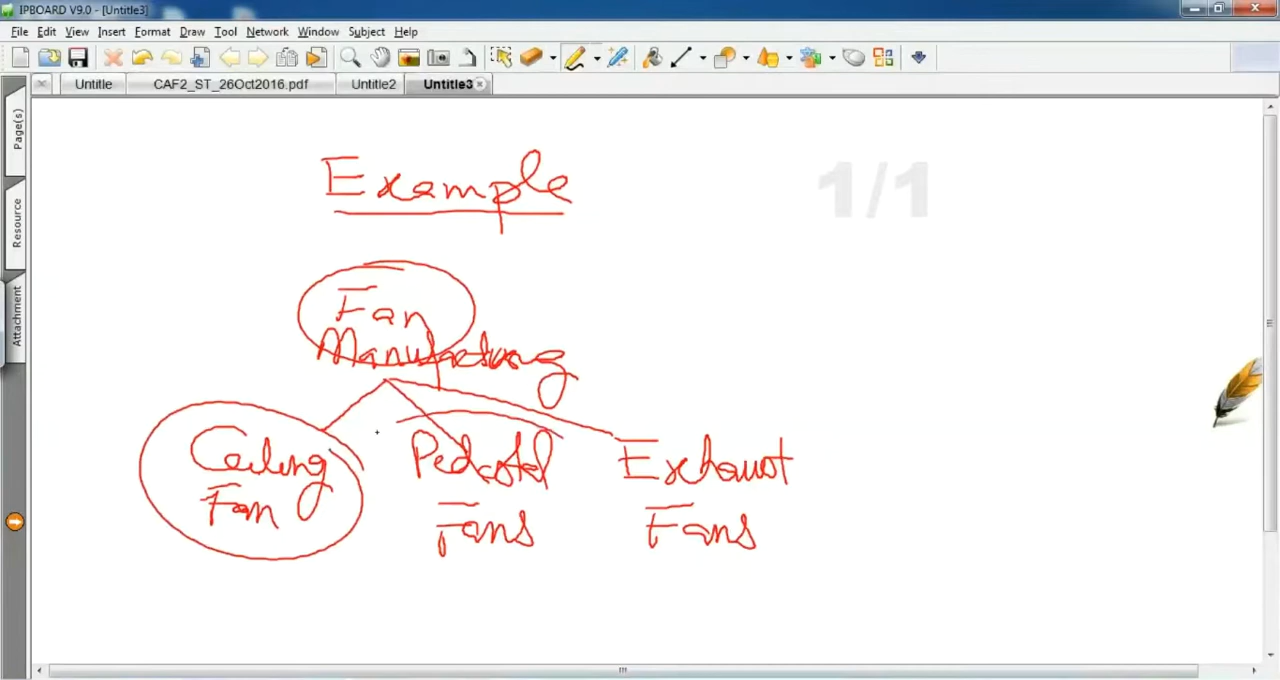 IPBOARD V9.0 - [Untitle3]
File Edit View Insert Format Draw Tool Network Window Subject Help
Untitle CAF2_ST_26Oct2016.pdf Untitle2 Untitle3
Page(s)
Resource
Attachment
1/1
Example
Fan
Manufacturing
Ceiling
Fan
Pedestal
Fans
Exhaust
Fans